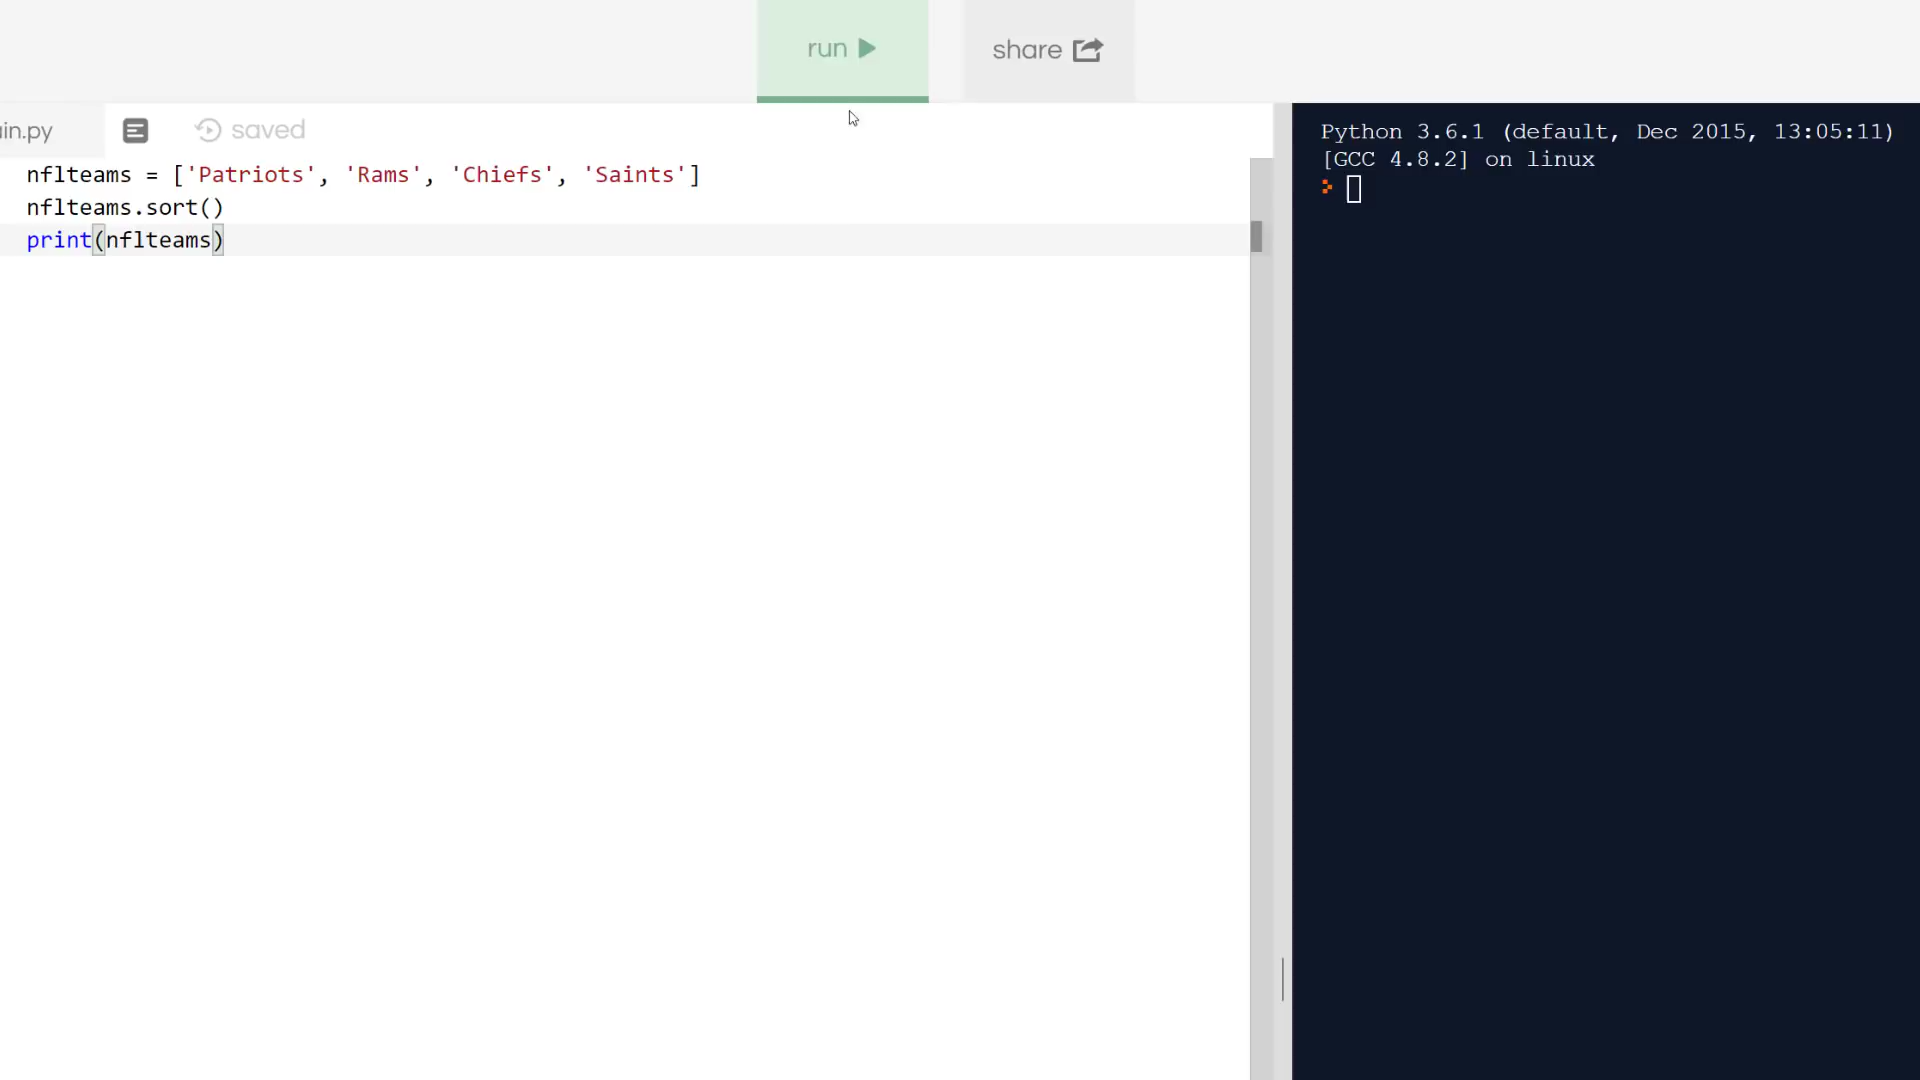 run
share
in.py
saved
nflteams = ['Patriots', 'Rams', 'Chiefs', 'Saints']
nflteams.sort()
print(nflteams)
Python 3.6.1 (default, Dec 2015, 13:05:11)
[GCC 4.8.2] on linux